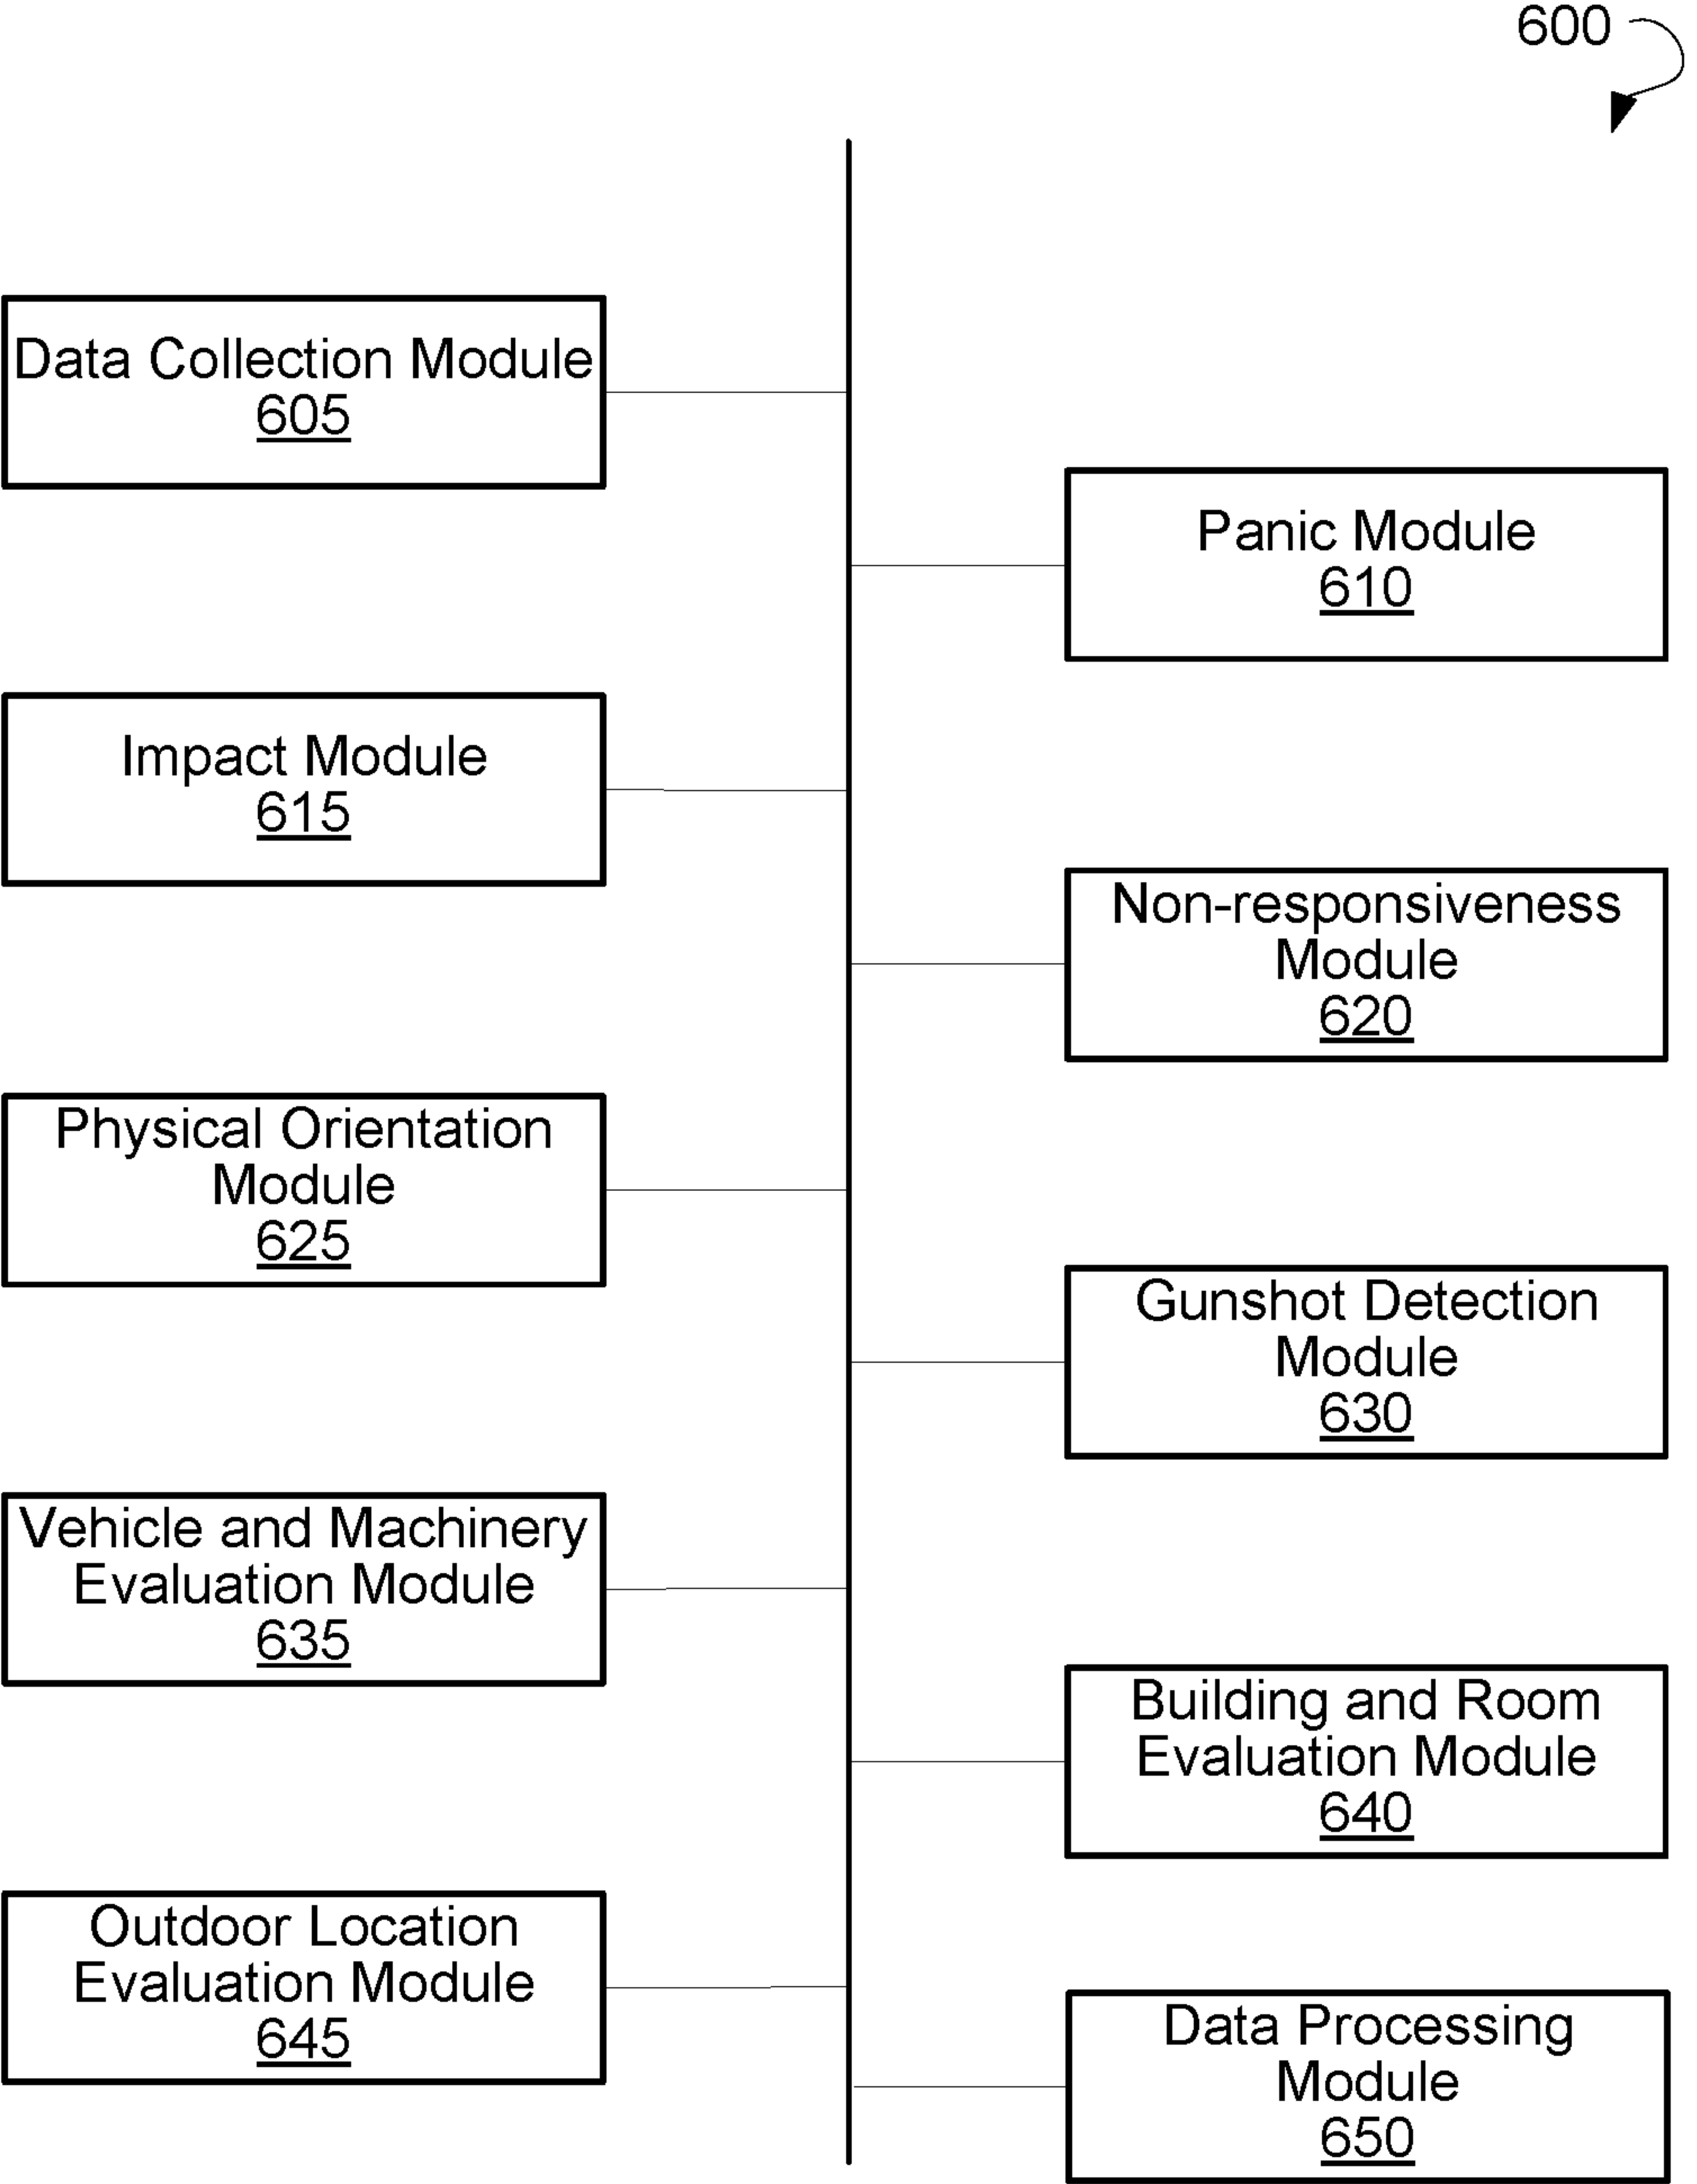 600
Data Collection Module
605
Panic Module
610
Impact Module
615
Non-responsiveness
Module
620
Physical Orientation
Module
625
Gunshot Detection
Module
630
Vehicle and Machinery
Evaluation Module
635
Building and Room
Evaluation Module
640
Outdoor Location
Evaluation Module
645
Data Processing
Module
650